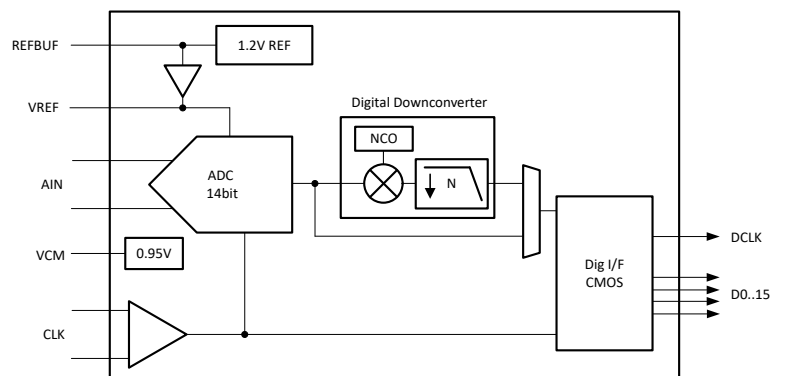 REFBUF
1.2V REF
VREF
Digital Downconverter
NCO
ADC
14bit
AIN
N
VCM
0.95V
Dig I/F
CMOS
DCLK
D0..15
CLK